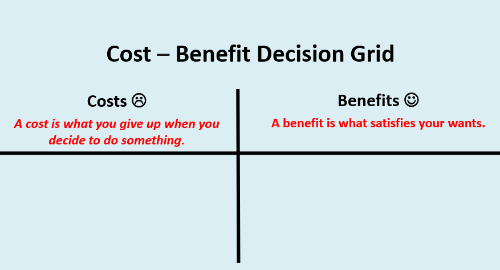 Cost – Benefit Decision Grid
Costs ☹
Benefits ☺
A cost is what you give up when you
decide to do something.
A benefit is what satisfies your wants.